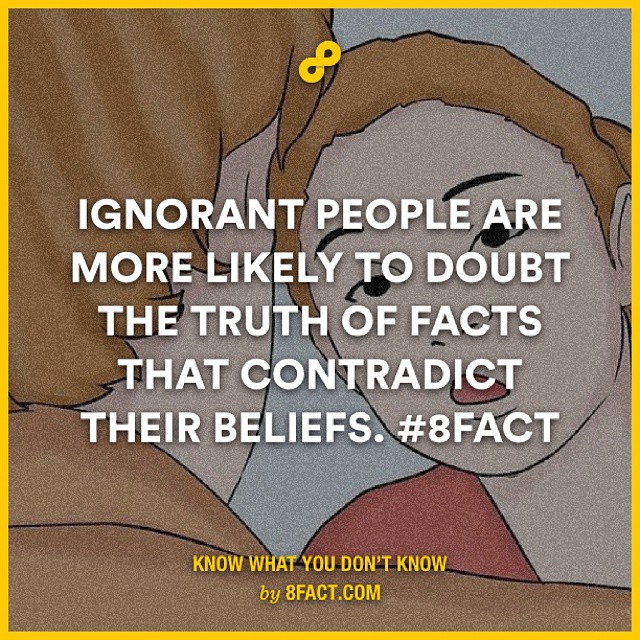 IGNORANT PEOPLE ARE
MORE LIKELY TO DOUBT
THE TRUTH OF FACTS
THAT CONTRADICT
THEIR BELIEFS. #8FACT
KNOW WHAT YOU DON'T KNOW
by 8FACT.COM